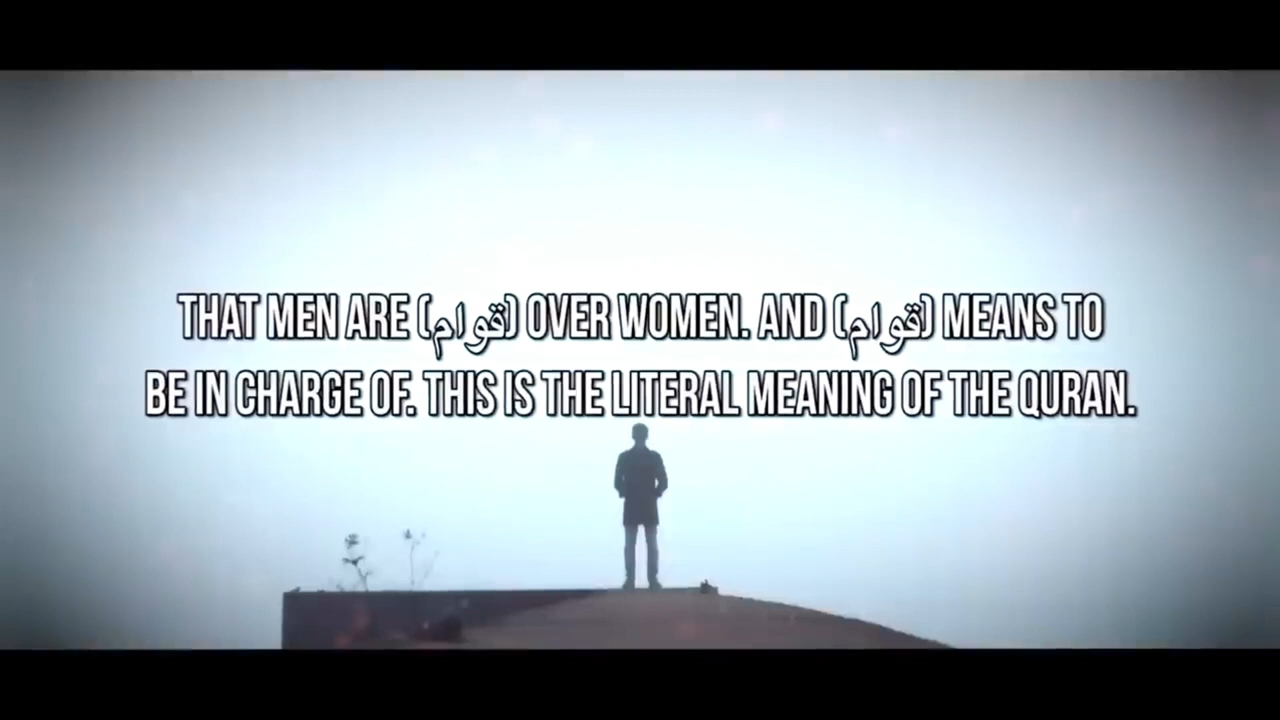 THAT MEN ARE (قوام) OVER WOMEN. AND (قوام) MEANS TO
BE IN CHARGE OF. THIS IS THE LITERAL MEANING OF THE QURAN.